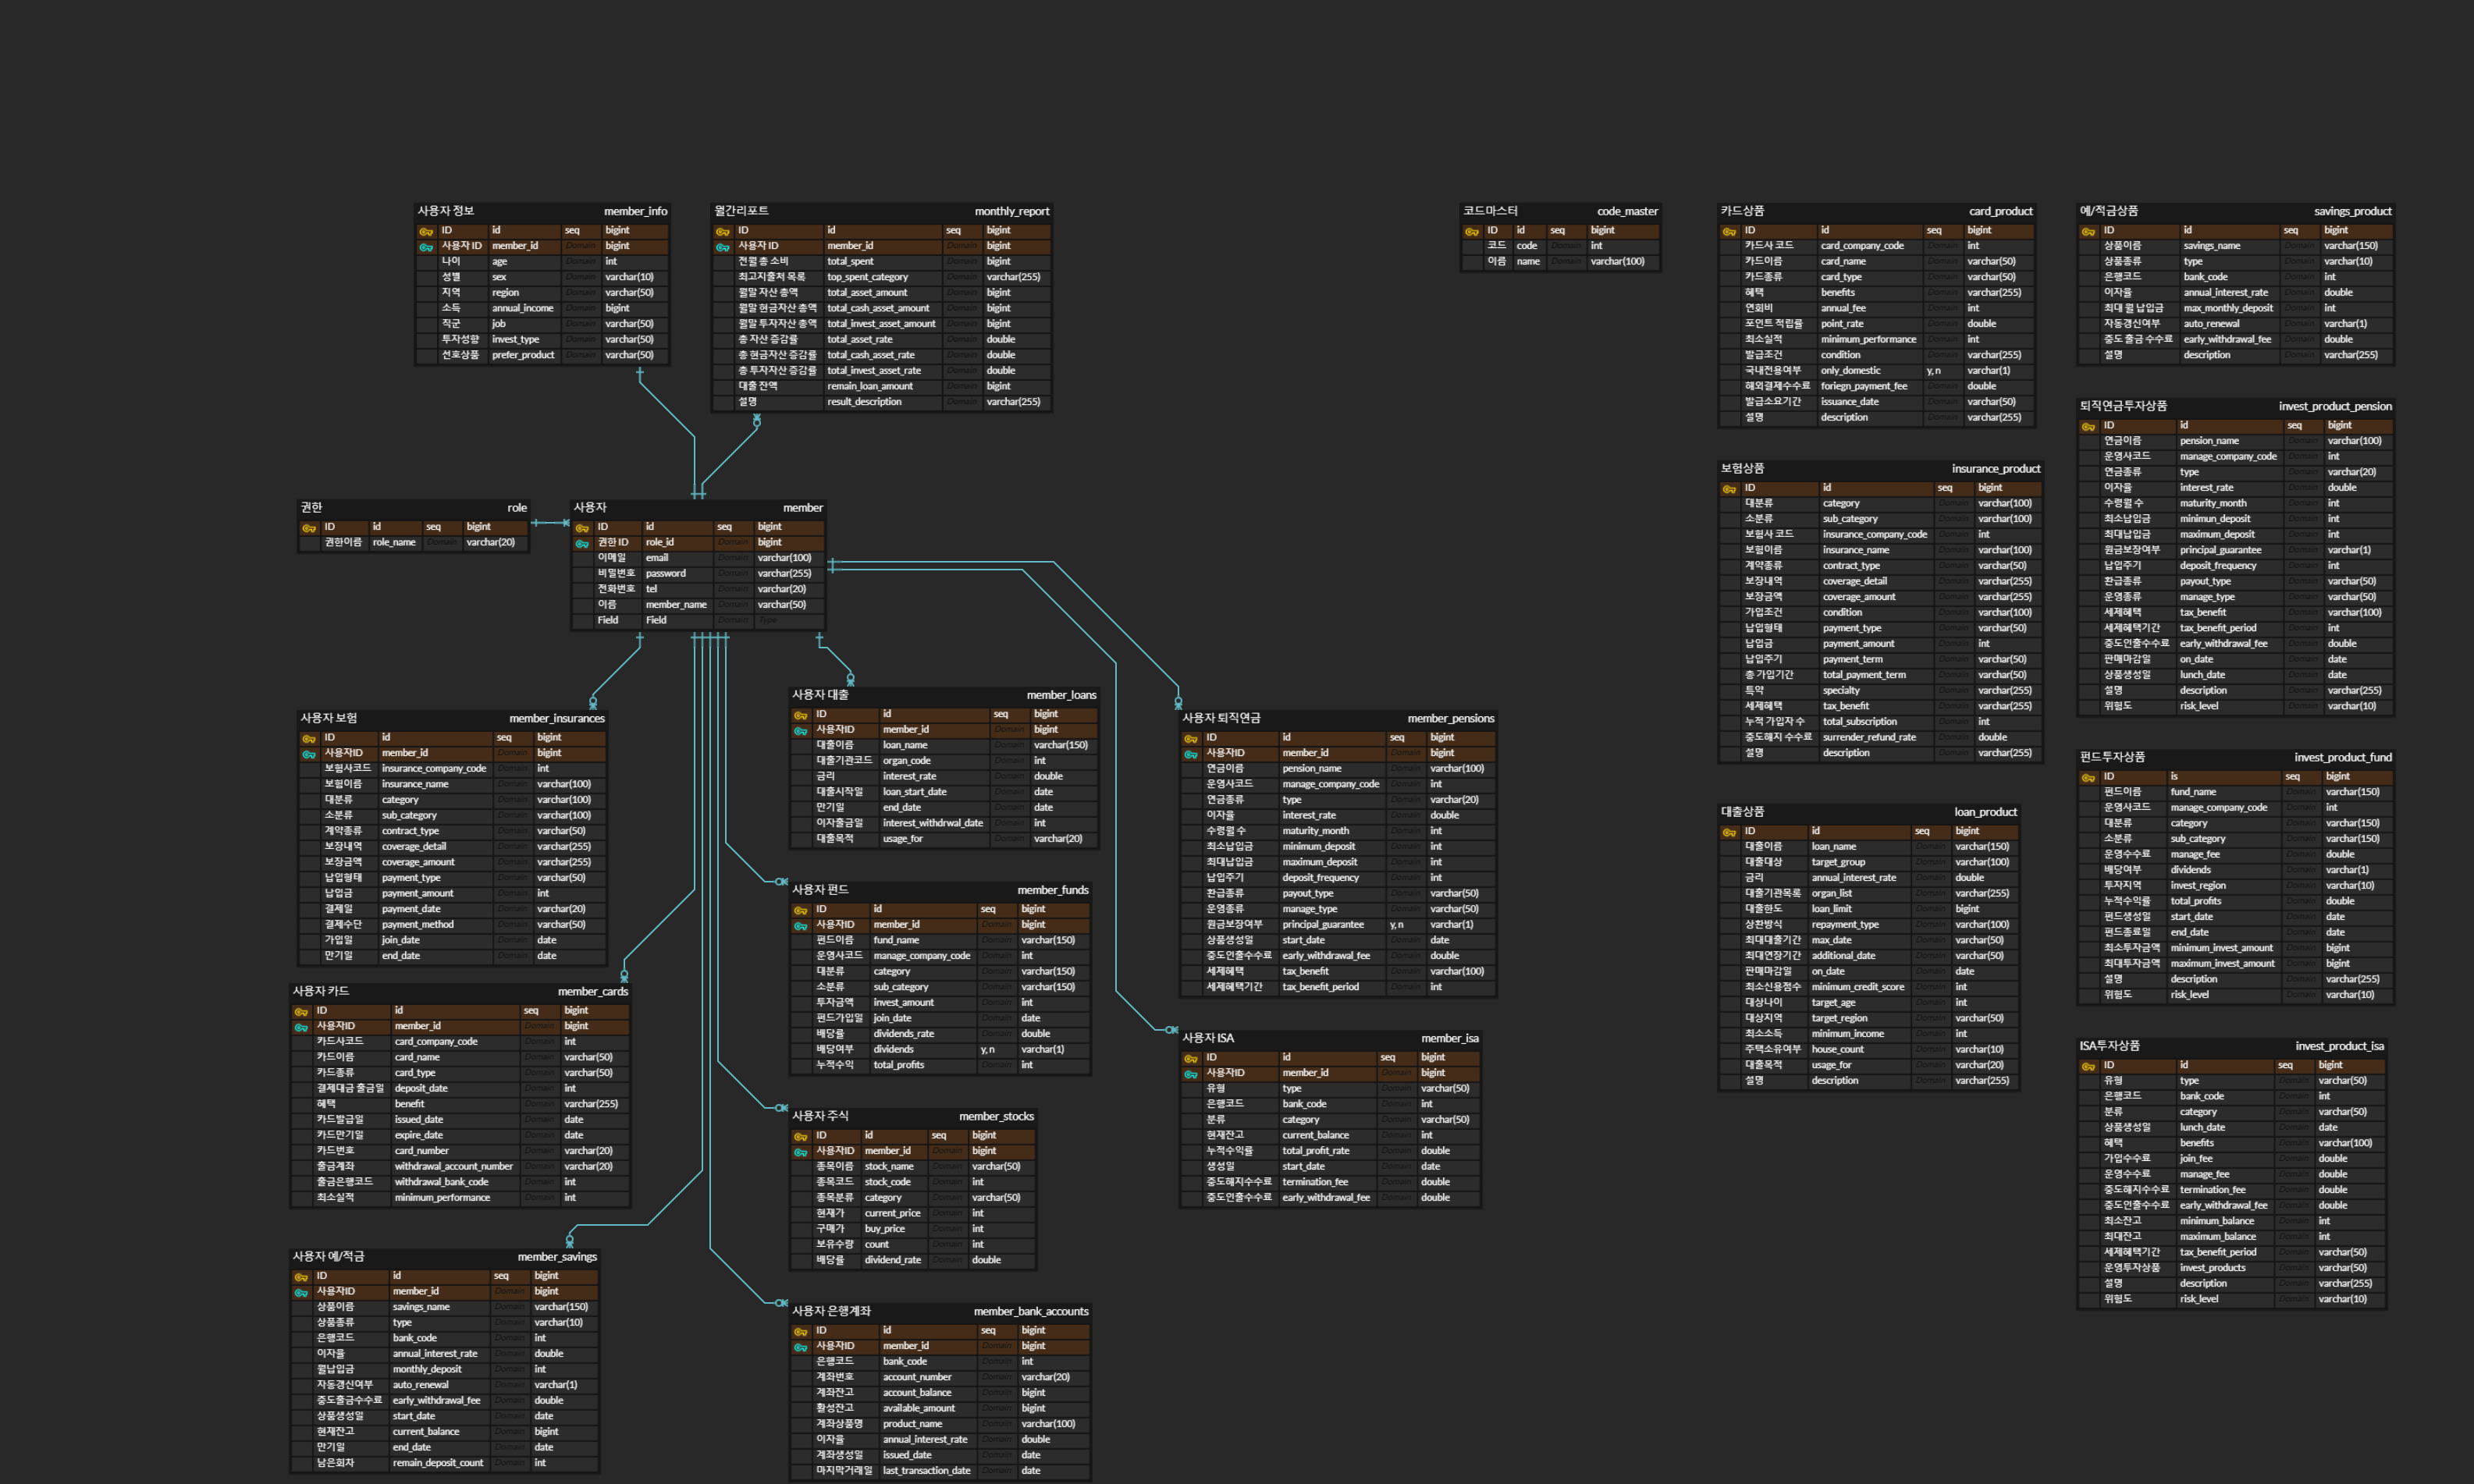 사용자 정보 member_info
ID id seq bigint
사용자 ID member_id Domain bigint
나이 age Domain int
성별 sex Domain varchar(10)
지역 region Domain varchar(50)
소득 annual_income Domain bigint
직군 job Domain varchar(50)
투자성향 invest_type Domain varchar(50)
선호상품 prefer_product Domain varchar(50)
월간리포트 monthly_report
ID id seq bigint
사용자 ID member_id Domain bigint
전월 총 소비 total_spent Domain bigint
최고지출처 목록 top_spent_category Domain varchar(255)
월말 자산 총액 total_asset_amount Domain bigint
월말 현금자산 총액 total_cash_asset_amount Domain bigint
월말 투자자산 총액 total_invest_asset_amount Domain bigint
총 자산 증감률 total_asset_rate Domain double
총 현금자산 증감률 total_cash_asset_rate Domain double
총 투자자산 증감률 total_invest_asset_rate Domain double
대출 잔액 remain_loan_amount Domain bigint
설명 result_description Domain varchar(255)
코드마스터 code_master
ID id seq bigint
코드 code Domain int
이름 name Domain varchar(100)
카드상품 card_product
ID id seq bigint
카드사 코드 card_company_code Domain int
카드이름 card_name Domain varchar(50)
카드종류 card_type Domain varchar(50)
혜택 benefits Domain varchar(255)
연회비 annual_fee Domain int
포인트 적립률 point_rate Domain double
최소실적 minimum_performance Domain int
발급조건 condition Domain varchar(255)
국내전용여부 only_domestic y,n varchar(1)
해외결제수수료 foriegn_payment_fee Domain double
발급소요기간 issuance_date Domain varchar(50)
설명 description Domain varchar(255)
예/적금상품 savings_product
ID id seq bigint
상품이름 savings_name Domain varchar(150)
상품종류 type Domain varchar(10)
은행코드 bank_code Domain int
이자율 annual_interest_rate Domain double
최대 월 납입금 max_monthly_deposit Domain int
자동갱신여부 auto_renewal Domain varchar(1)
중도 출금 수수료 early_withdrawal_fee Domain double
설명 description Domain varchar(255)
퇴직연금투자상품 invest_product_pension
ID id seq bigint
연금이름 pension_name Domain varchar(100)
운영사코드 manage_company_code Domain int
연금종류 type Domain varchar(20)
이자율 interest_rate Domain double
수령월 수 maturity_month Domain int
최소납입금 minimun_deposit Domain int
최대납입금 maximum_deposit Domain int
원금보장여부 principal_guarantee Domain varchar(1)
납입주기 deposit_frequency Domain int
환급종류 payout_type Domain varchar(50)
운영종류 manage_type Domain varchar(50)
세제혜택 tax_benefit Domain varchar(100)
세제혜택기간 tax_benefit_period Domain int
중도인출수수료 early_withdrawal_fee Domain double
판매마감일 on_date Domain date
상품생성일 lunch_date Domain date
설명 description Domain varchar(255)
위험도 risk_level Domain varchar(10)
보험상품 insurance_product
ID id seq bigint
대분류 category Domain varchar(100)
소분류 sub_category Domain varchar(100)
보험사 코드 insurance_company_code Domain int
보험이름 insurance_name Domain varchar(100)
계약종류 contract_type Domain varchar(50)
보장내역 coverage_detail Domain varchar(255)
보장금액 coverage_amount Domain varchar(255)
가입조건 condition Domain varchar(100)
납입형태 payment_type Domain varchar(50)
납입금 payment_amount Domain int
납입주기 payment_term Domain varchar(50)
총 가입기간 total_payment_term Domain varchar(50)
특약 specialty Domain varchar(255)
세제혜택 tax_benefit Domain varchar(255)
누적 가입자 수 total_subscription Domain int
중도해지 수수료 surrender_refund_rate Domain double
설명 description Domain varchar(255)
권한 role
ID id seq bigint
권한이름 role_name Domain varchar(20)
사용자 member
ID id seq bigint
권한 ID role_id Domain bigint
이메일 email Domain varchar(100)
비밀번호 password Domain varchar(255)
전화번호 tel Domain varchar(20)
이름 member_name Domain varchar(50)
Field Field Domain Type
사용자 대출 member_loans
ID id seq bigint
사용자ID member_id Domain bigint
대출이름 loan_name Domain varchar(150)
대출기관코드 organ_code Domain int
금리 interest_rate Domain double
대출시작일 loan_start_date Domain date
만기일 end_date Domain date
이자출금일 interest_withdrwal_date Domain int
대출목적 usage_for Domain varchar(20)
사용자 보험 member_insurances
ID id seq bigint
사용자ID member_id Domain bigint
보험사코드 insurance_company_code Domain int
보험이름 insurance_name Domain varchar(100)
대분류 category Domain varchar(100)
소분류 sub_category Domain varchar(100)
계약종류 contract_type Domain varchar(50)
보장내역 coverage_detail Domain varchar(255)
보장금액 coverage_amount Domain varchar(255)
납입형태 payment_type Domain varchar(50)
납입금 payment_amount Domain int
결제일 payment_date Domain varchar(20)
결제수단 payment_method Domain varchar(50)
가입일 join_date Domain date
만기일 end_date Domain date
사용자 퇴직연금 member_pensions
ID id seq bigint
사용자ID member_id Domain bigint
연금이름 pension_name Domain varchar(100)
운영사코드 manage_company_code Domain int
연금종류 type Domain varchar(20)
이자율 interest_rate Domain double
수령월 수 maturity_month Domain int
최소납입금 minimum_deposit Domain int
최대납입금 maximum_deposit Domain int
납입주기 deposit_frequency Domain int
환급종류 payout_type Domain varchar(50)
운영종류 manage_type Domain varchar(50)
원금보장여부 principal_guarantee y,n varchar(1)
상품생성일 start_date Domain date
중도인출수수료 early_withdrawal_fee Domain double
세제혜택 tax_benefit Domain varchar(100)
세제혜택기간 tax_benefit_period Domain int
펀드투자상품 invest_product_fund
ID is seq bigint
펀드이름 fund_name Domain varchar(150)
운영사코드 manage_company_code Domain int
대분류 category Domain varchar(150)
소분류 sub_category Domain varchar(150)
운영수수료 manage_fee Domain double
배당여부 dividends Domain varchar(1)
투자지역 invest_region Domain varchar(10)
누적수익률 total_profits Domain double
펀드생성일 start_date Domain date
펀드종료일 end_date Domain date
최소투자금액 minimum_invest_amount Domain bigint
최대투자금액 maximum_invest_amount Domain bigint
설명 description Domain varchar(255)
위험도 risk_level Domain varchar(10)
대출상품 loan_product
ID id seq bigint
대출이름 loan_name Domain varchar(150)
대출대상 target_group Domain varchar(100)
금리 annual_interest_rate Domain double
대출기관목록 organ_list Domain varchar(255)
대출한도 loan_limit Domain bigint
상환방식 repayment_type Domain varchar(100)
최대대출기간 max_date Domain varchar(50)
최대연장기간 additional_date Domain varchar(50)
판매마감일 on_date Domain date
최소신용점수 minimum_credit_score Domain int
대상나이 target_age Domain int
대상지역 target_region Domain varchar(50)
최소소득 minimum_income Domain int
주택소유여부 house_count Domain varchar(10)
대출목적 usage_for Domain varchar(20)
설명 description Domain varchar(255)
사용자 펀드 member_funds
ID id seq bigint
사용자ID member_id Domain bigint
펀드이름 fund_name Domain varchar(150)
운영사코드 manage_company_code Domain int
대분류 category Domain varchar(150)
소분류 sub_category Domain varchar(150)
투자금액 invest_amount Domain int
펀드가입일 join_date Domain date
배당률 dividends_rate Domain double
배당여부 dividends y,n varchar(1)
누적수익 total_profits Domain int
사용자 카드 member_cards
ID id seq bigint
사용자ID member_id Domain bigint
카드사코드 card_company_code Domain int
카드이름 card_name Domain varchar(50)
카드종류 card_type Domain varchar(50)
결제대금 출금일 deposit_date Domain int
혜택 benefit Domain varchar(255)
카드발급일 issued_date Domain date
카드만기일 expire_date Domain date
카드번호 card_number Domain varchar(20)
출금계좌 withdrawal_account_number Domain varchar(20)
출금은행코드 withdrawal_bank_code Domain int
최소실적 minimum_performance Domain int
사용자 ISA member_isa
ID id seq bigint
사용자ID member_id Domain bigint
유형 type Domain varchar(50)
은행코드 bank_code Domain int
분류 category Domain varchar(50)
현재잔고 current_balance Domain int
누적수익률 total_profit_rate Domain double
생성일 start_date Domain date
중도해지수수료 termination_fee Domain double
중도인출수수료 early_withdrawal_fee Domain double
ISA투자상품 invest_product_isa
ID id seq bigint
유형 type Domain varchar(50)
은행코드 bank_code Domain int
분류 category Domain varchar(50)
상품생성일 lunch_date Domain date
혜택 benefits Domain varchar(100)
가입수수료 join_fee Domain double
운영수수료 manage_fee Domain double
중도해지수수료 termination_fee Domain double
중도인출수수료 early_withdrawal_fee Domain double
최소잔고 minimum_balance Domain int
최대잔고 maximum_balance Domain int
세제혜택기간 tax_benefit_period Domain varchar(50)
운영투자상품 invest_products Domain varchar(50)
설명 description Domain varchar(255)
위험도 risk_level Domain varchar(10)
사용자 주식 member_stocks
ID id seq bigint
사용자ID member_id Domain bigint
종목이름 stock_name Domain varchar(50)
종목코드 stock_code Domain int
종목분류 category Domain varchar(50)
현재가 current_price Domain int
구매가 buy_price Domain int
보유수량 count Domain int
배당률 dividend_rate Domain double
사용자 예/적금 member_savings
ID id seq bigint
사용자ID member_id Domain bigint
상품이름 savings_name Domain varchar(150)
상품종류 type Domain varchar(10)
은행코드 bank_code Domain int
이자율 annual_interest_rate Domain double
월납입금 monthly_deposit Domain int
자동갱신여부 auto_renewal Domain varchar(1)
중도출금수수료 early_withdrawal_fee Domain double
상품생성일 start_date Domain date
현재잔고 current_balance Domain bigint
만기일 end_date Domain date
남은회차 remain_deposit_count Domain int
사용자 은행계좌 member_bank_accounts
ID id seq bigint
사용자ID member_id Domain bigint
은행코드 bank_code Domain int
계좌번호 account_number Domain varchar(20)
계좌잔고 account_balance Domain bigint
활성잔고 available_amount Domain bigint
계좌상품명 product_name Domain varchar(100)
이자율 annual_interest_rate Domain double
계좌생성일 issued_date Domain date
마지막거래일 last_transaction_date Domain date